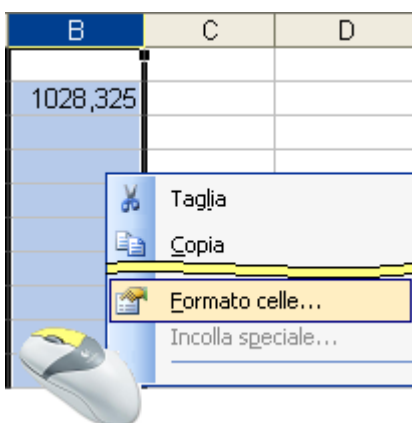 B C D
1028,325
Taglia
Copia
Formato celle...
Incolla speciale...